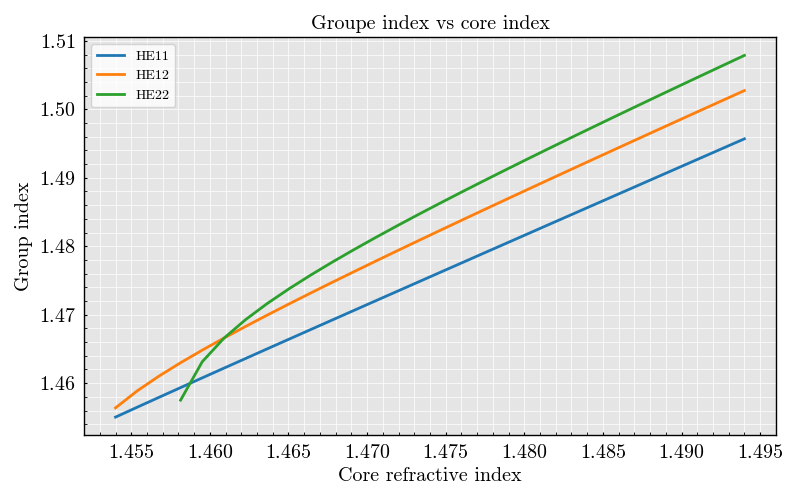 Groupe index vs core index
HE11
HE12
HE22
Group index
1.51
1.50
1.49
1.48
1.47
1.46
1.455 1.460 1.465 1.470 1.475 1.480 1.485 1.490 1.495
Core refractive index